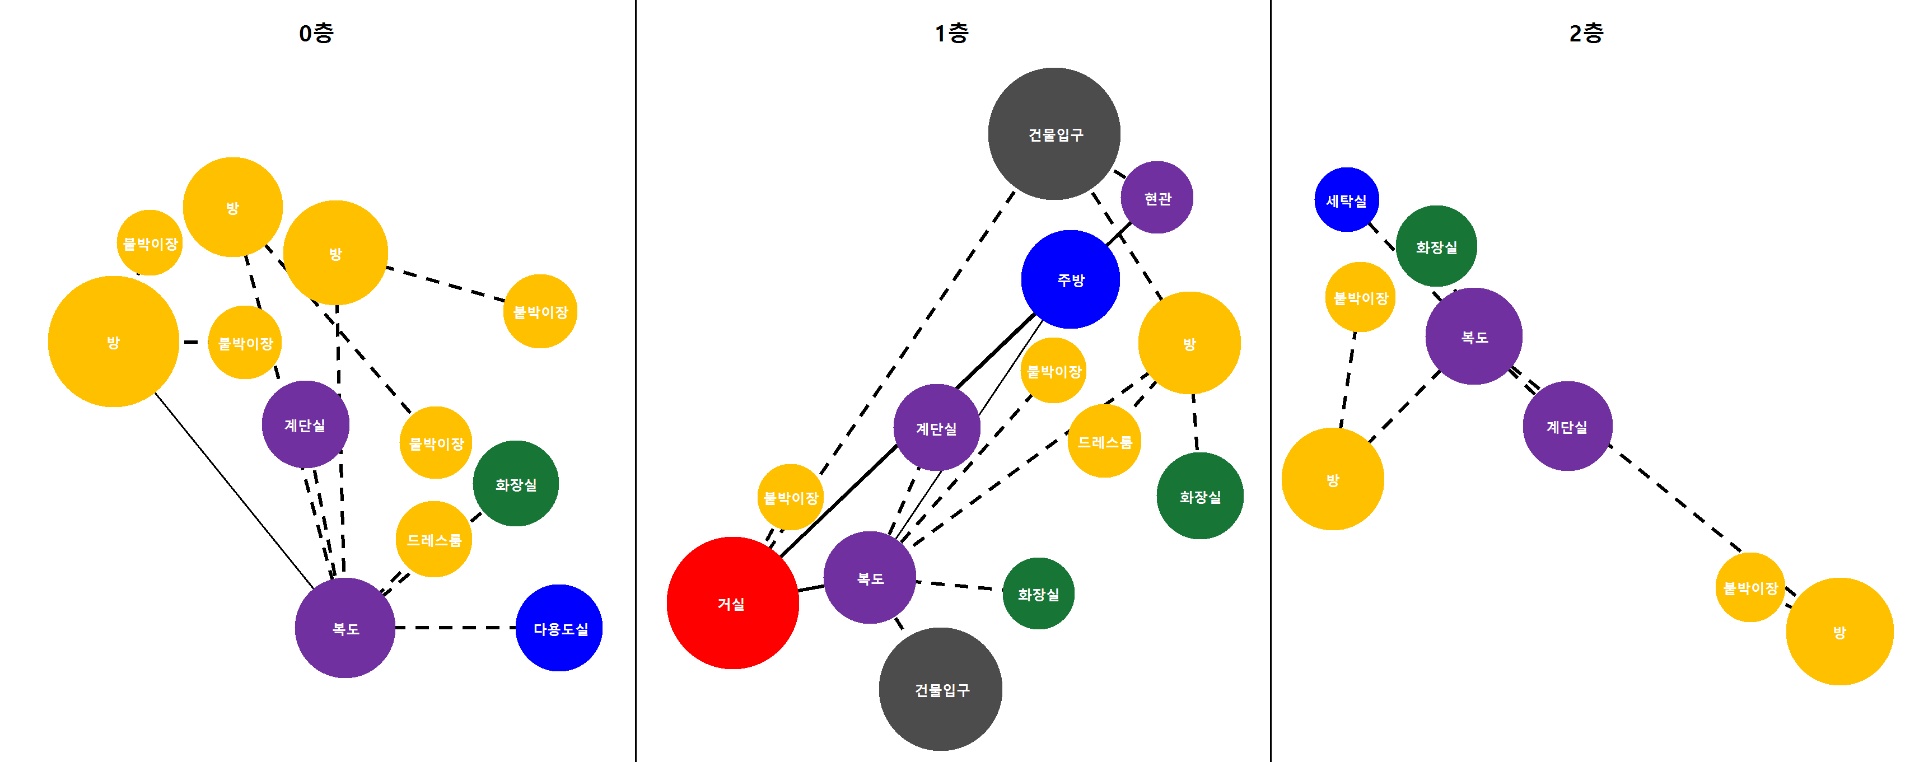 0층
방
붙박이장
방
방
붙박이장
붙박이장
계단실
붙박이장
화장실
드레스룸
복도
다용도실
1층
건물입구
현관
주방
방
붙박이장
계단실
드레스룸
붙박이장
화장실
복도
화장실
거실
건물입구
2층
세탁실
화장실
붙박이장
복도
계단실
방
붙박이장
방